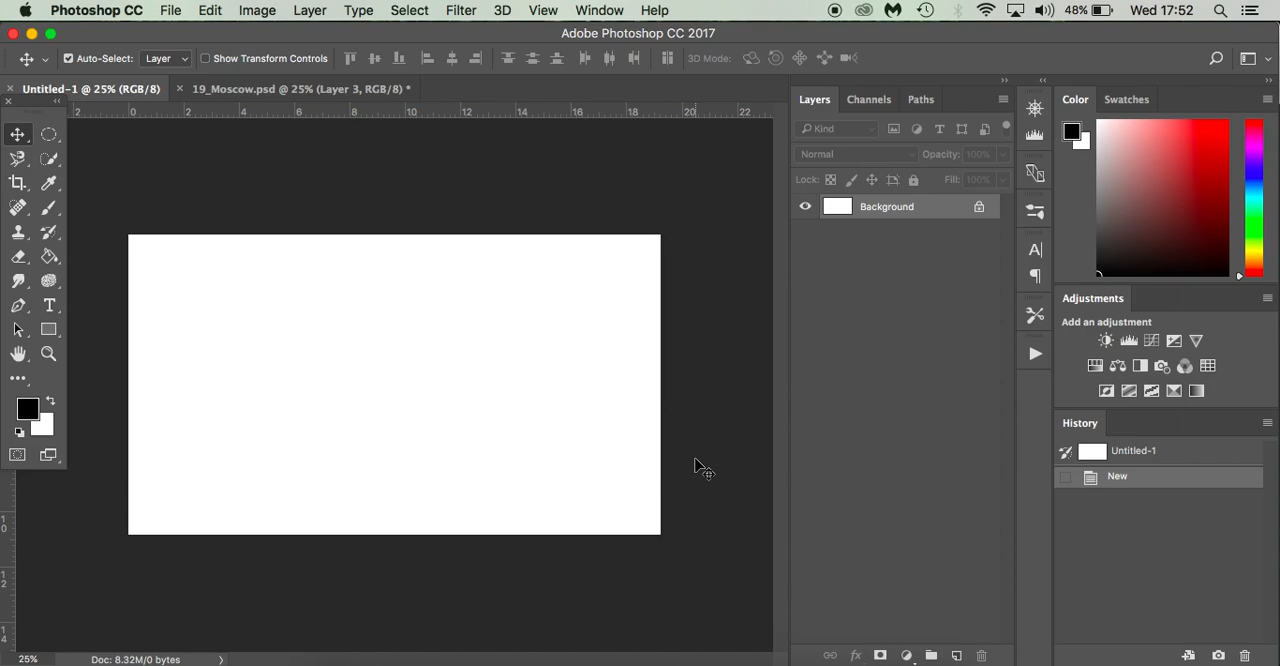 Photoshop CC File Edit Image Layer Type Select Filter 3D View Window Help 48% Wed 17:52
Adobe Photoshop CC 2017
Auto-Select: Layer Show Transform Controls 3D Mode:
Untitled-1 @ 25% (RGB/8) 19_Moscow.psd @ 25% (Layer 3, RGB/8) *
2 0 2 4 6 8 10 12 14 16 18 20 22
Layers Channels Paths
Color Swatches
Kind
Normal Opacity: 100%
Lock: Fill: 100%
Background
Adjustments
Add an adjustment
History
Untitled-1
New
10
12
14
25% Doc: 8.32M/0 bytes